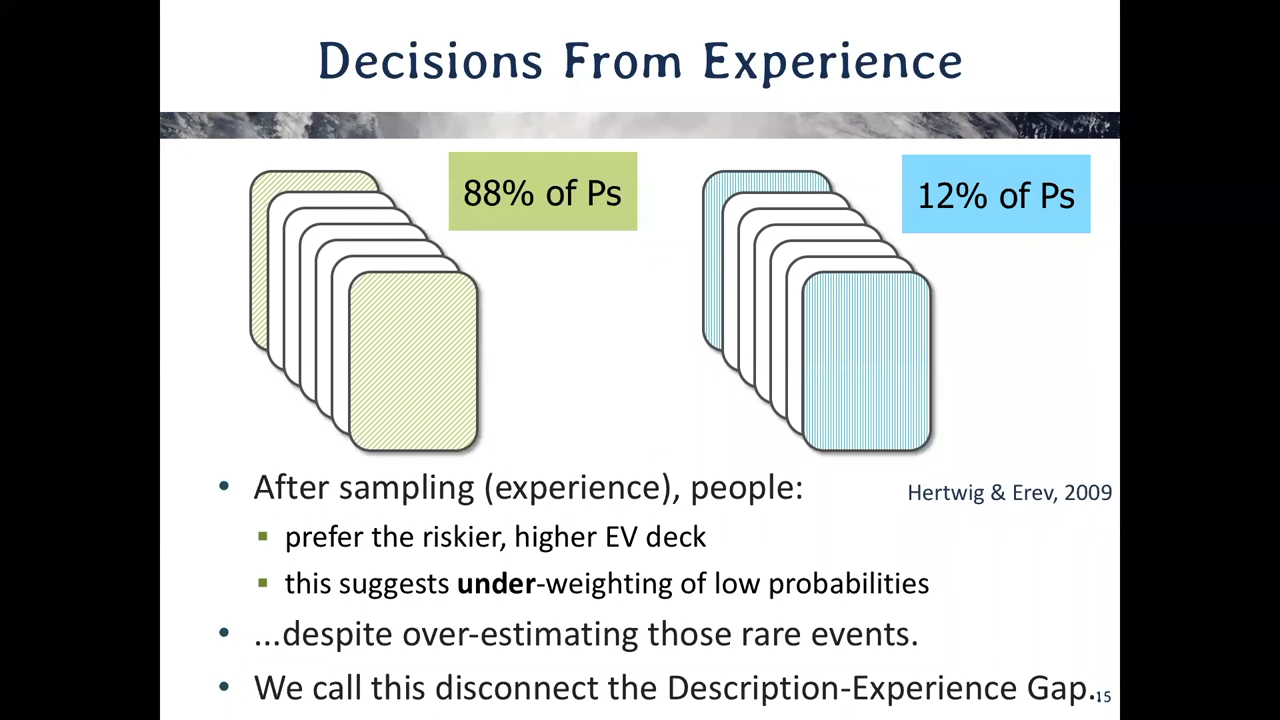 Decisions From Experience
88% of Ps
12% of Ps
• After sampling (experience), people:
Hertwig & Erev, 2009
▪ prefer the riskier, higher EV deck
▪ this suggests under-weighting of low probabilities
• ...despite over-estimating those rare events.
• We call this disconnect the Description-Experience Gap.
15